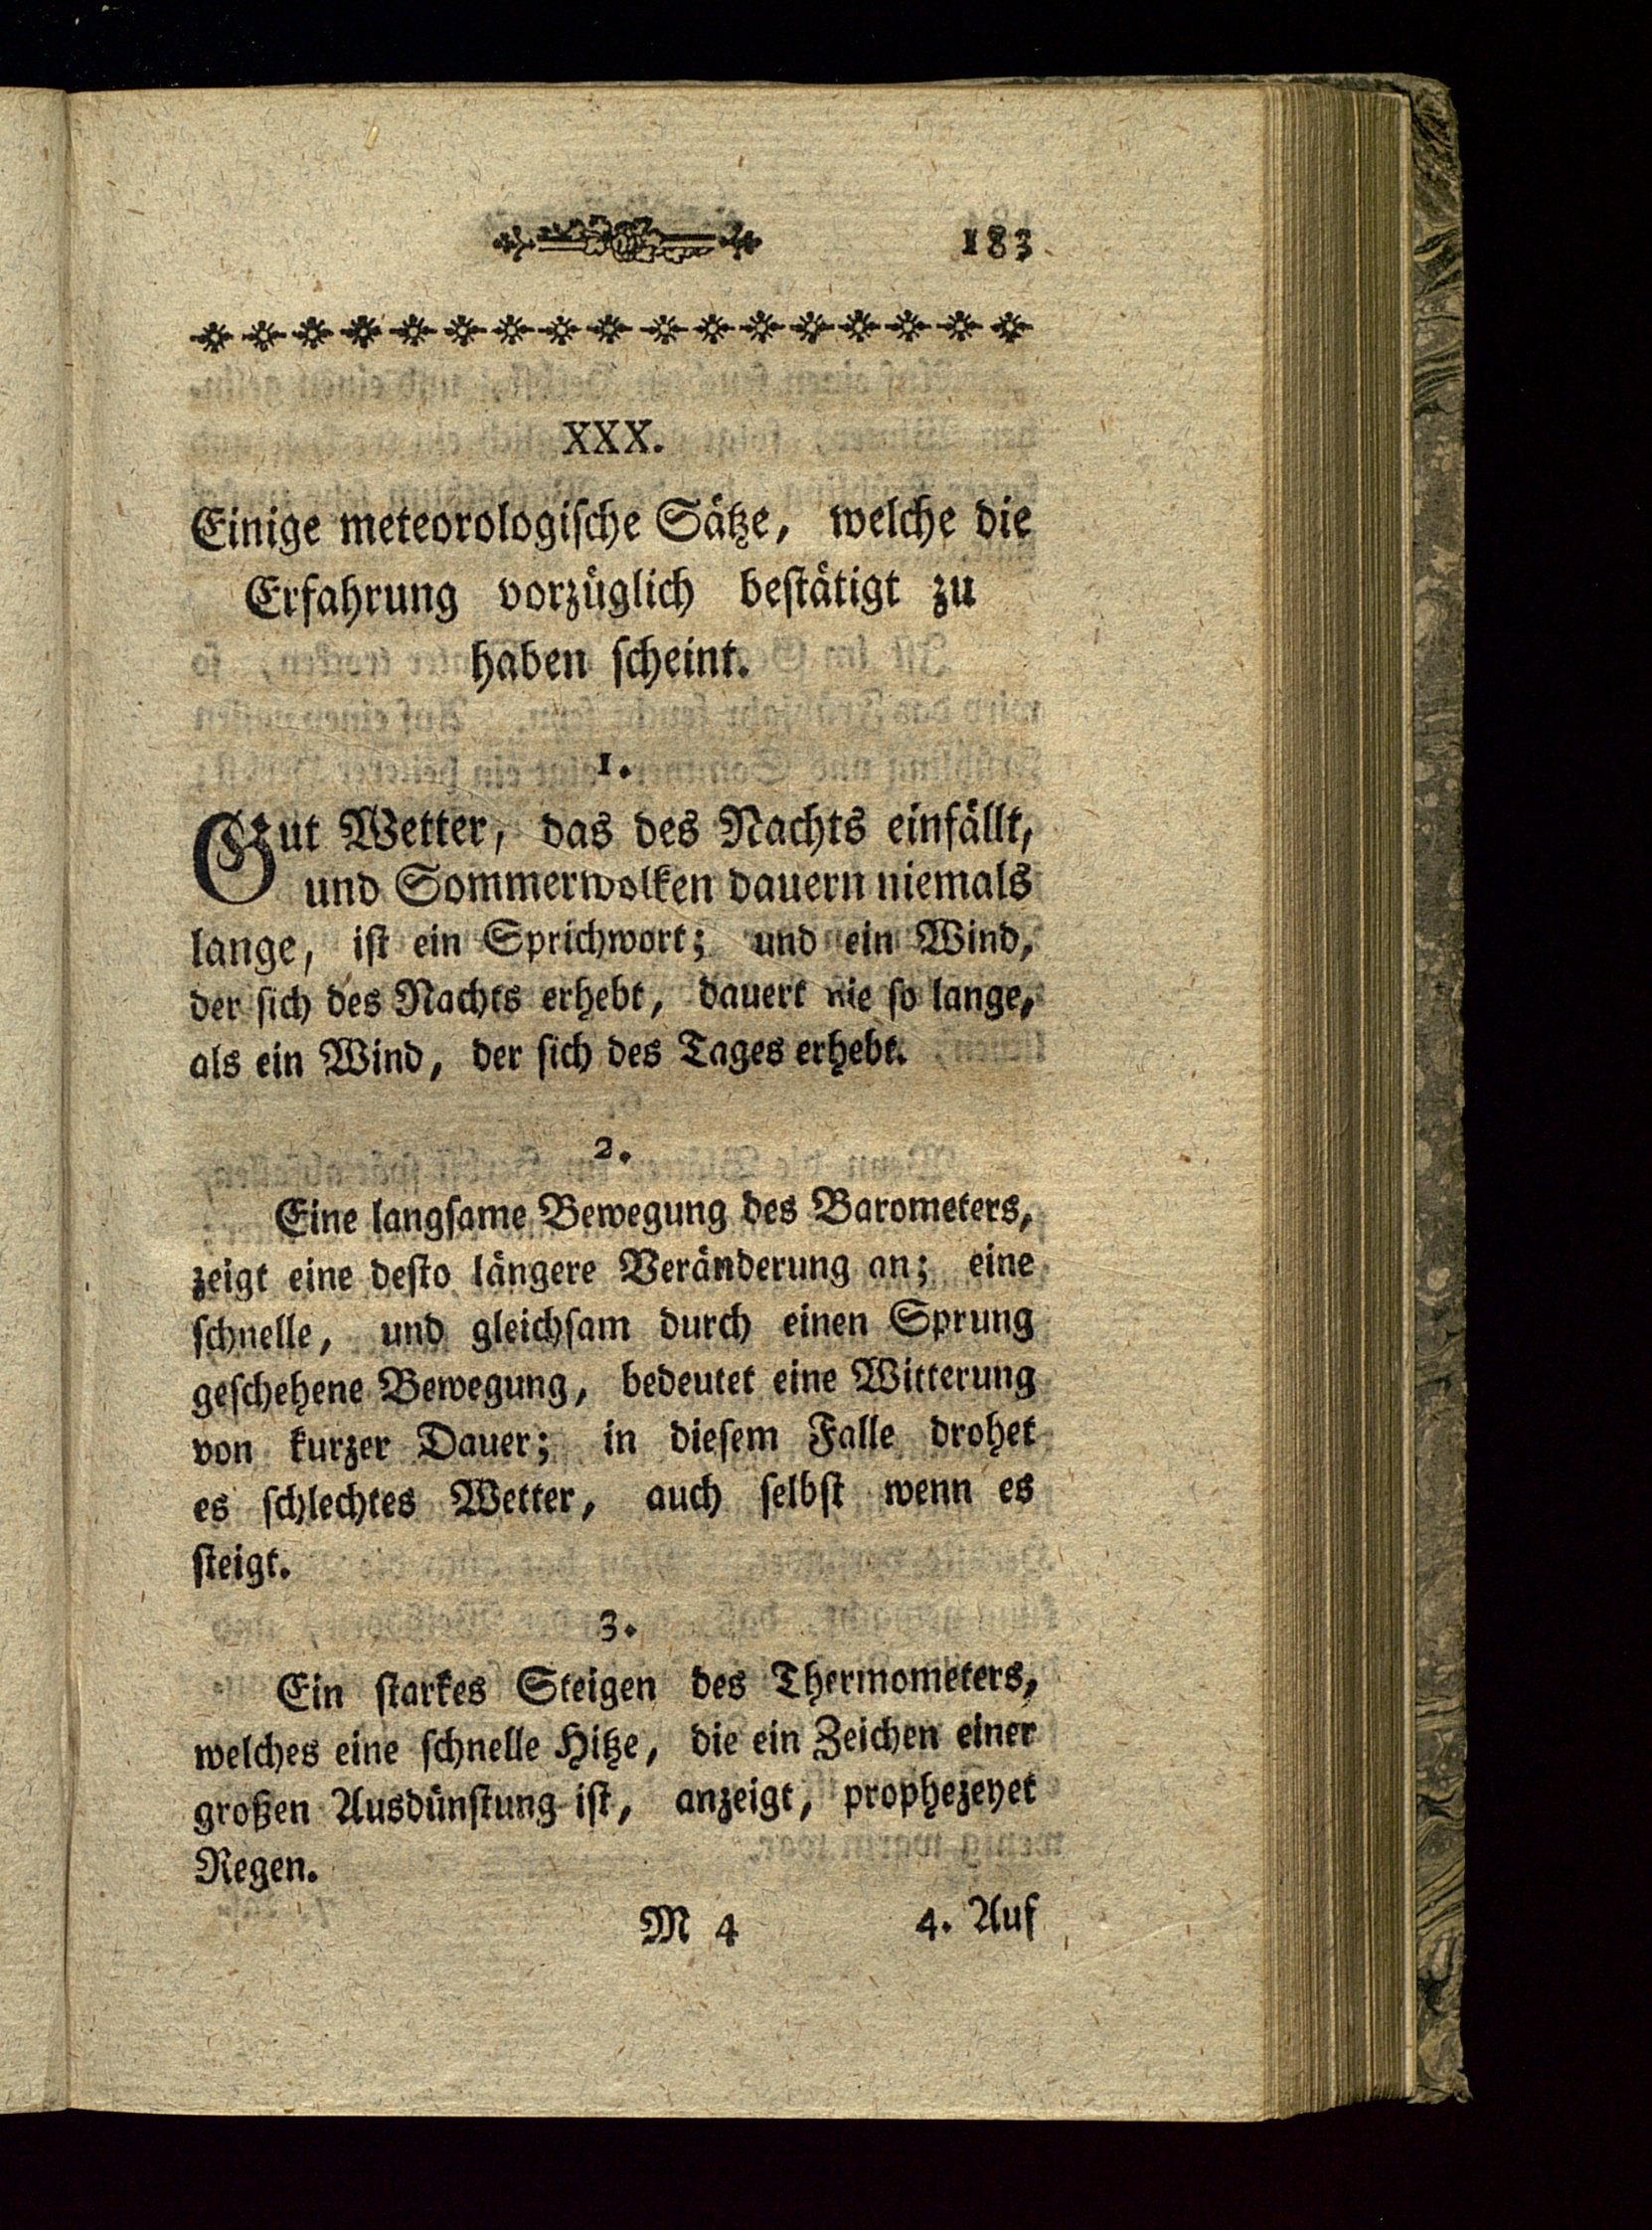 183
XXX.
Einige meteorologiſche Sätze, welche die
Erfahrung vorzüglich beſtätigt zu
haben ſcheint.
1.
Gut Wetter, das des Nachts einfällt,
und Sommerwolken dauern niemals
lange, iſt ein Sprichwort; und ein Wind,
der ſich des Nachts erhebt, dauert nie ſo lange,
als ein Wind, der ſich des Tages erhebt.
2.
Eine langſame Bewegung des Barometers,
zeigt eine deſto längere Veränderung an; eine
ſchnelle, und gleichſam durch einen Sprung
geſchehene Bewegung, bedeutet eine Witterung
von kurzer Dauer; in dieſem Falle drohet
es ſchlechtes Wetter, auch ſelbſt wenn es
ſteigt.
3.
Ein ſtarkes Steigen des Thermometers,
welches eine ſchnelle Hitze, die ein Zeichen einer
großen Ausdünſtung iſt, anzeigt, prophezeyet
Regen.
M 4 4. Auf